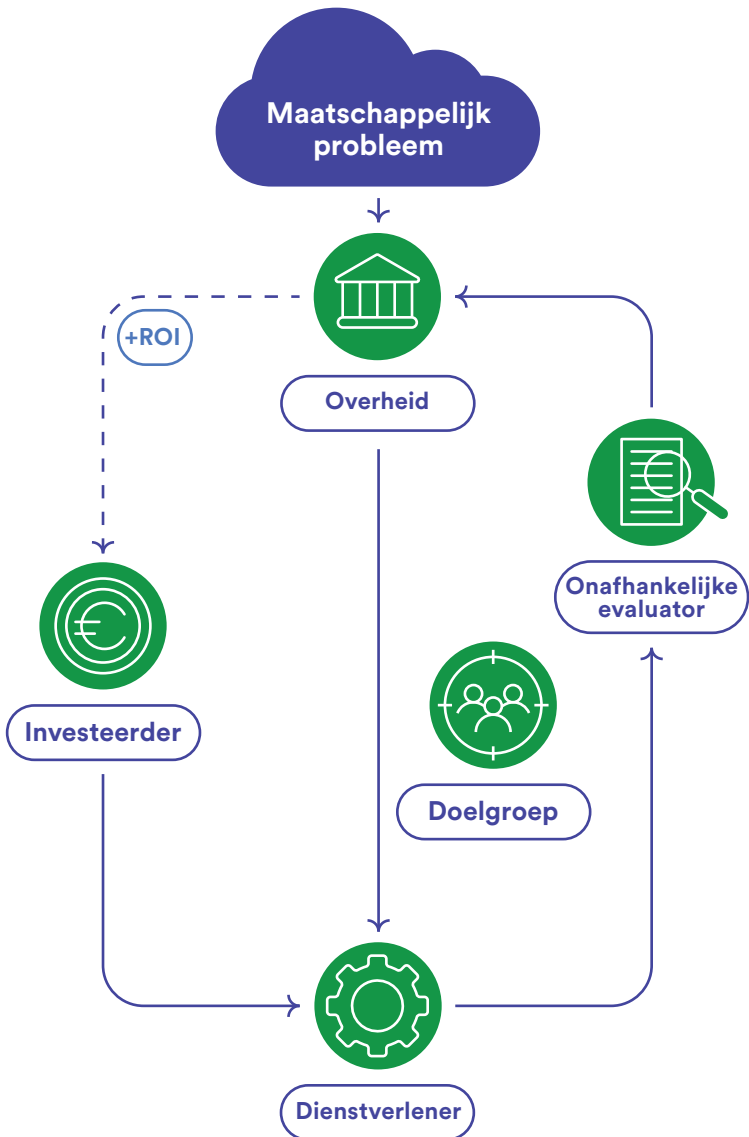 Maatschappelijk
probleem
+ROI
Overheid
Onafhankelijke
evaluator
Investeerder
Doelgroep
Dienstverlener